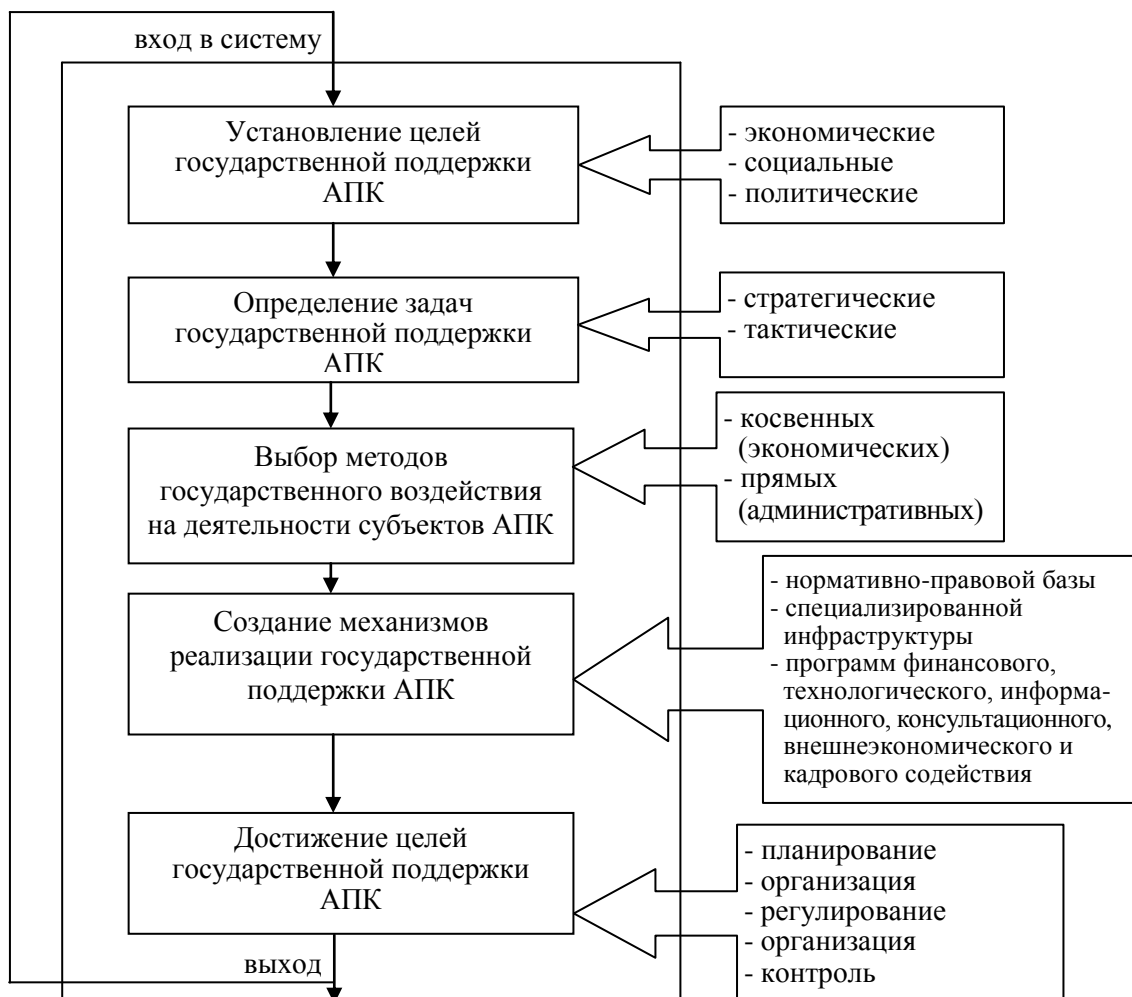 вход в систему
Установление целей
государственной поддержки
АПК
- экономические
- социальные
- политические
Определение задач
государственной поддержки
АПК
- стратегические
- тактические
Выбор методов
государственного воздействия
на деятельности субъектов АПК
- косвенных
(экономических)
- прямых
(административных)
Создание механизмов
реализации государственной
поддержки АПК
- нормативно-правовой базы
- специализированной
инфраструктуры
- программ финансового,
технологического, информа-
ционного, консультационного,
внешнеэкономического и
кадрового содействия
Достижение целей
государственной поддержки
АПК
- планирование
- организация
- регулирование
- организация
- контроль
выход